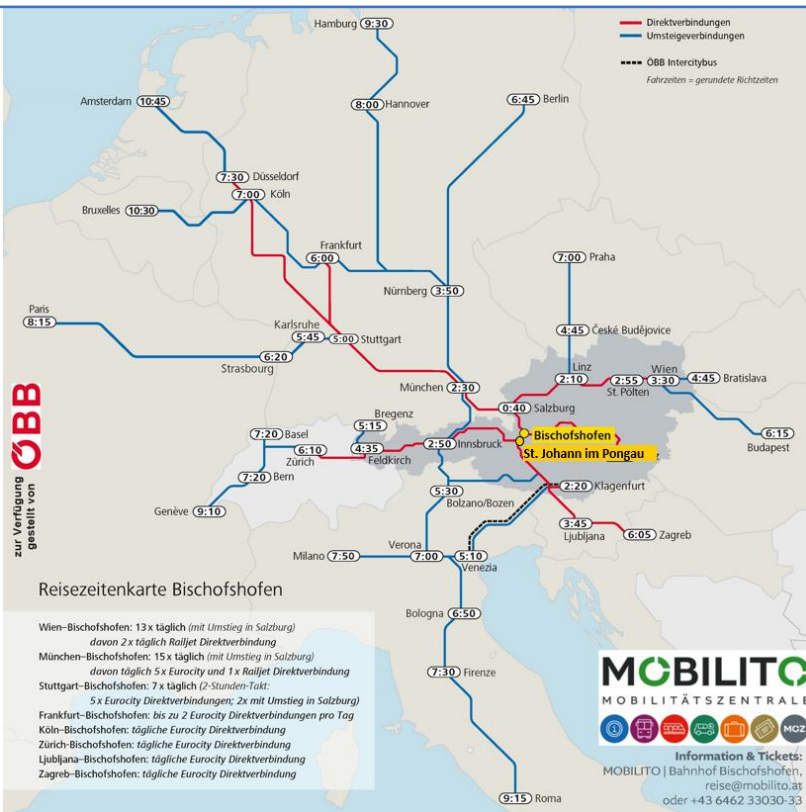 Hamburg 9:30
Direktverbindungen
Umsteigeverbindungen
ÖBB Intercitybus
Fahrzeiten = gerundete Richtzeiten
Amsterdam 10:45
8:00 Hannover
6:45 Berlin
7:30 Düsseldorf
7:00 Köln
Bruxelles 10:30
Frankfurt
6:00
7:00 Praha
Nürnberg 3:50
Paris
8:15
Karlsruhe
5:45
5:00 Stuttgart
4:45 České Budějovice
6:20
Strasbourg
Linz
2:10
2:55
St. Pölten
Wien
3:30
4:45 Bratislava
München 2:30
0:40 Salzburg
Bregenz
5:15
7:20 Basel
6:10
Zürich
4:35
Feldkirch
2:50 Innsbruck
Bischofshofen
St. Johann im Pongau
6:15
Budapest
7:20
Bern
Genève
9:10
5:30
Bolzano/Bozen
2:20
Klagenfurt
3:45
Ljubljana
6:05 Zagreb
Milano 7:50
Verona
7:00
5:10
Venezia
zur Verfügung
gestellt von
ÖBB
Bologna
6:50
7:30 Firenze
9:15 Roma
Reisezeitenkarte Bischofshofen
Wien–Bischofshofen: 13 x täglich (mit Umstieg in Salzburg)
davon 2 x täglich Railjet Direktverbindung
München–Bischofshofen: 15 x täglich (mit Umstieg in Salzburg)
davon täglich 5 x Eurocity und 1 x Railjet Direktverbindung
Stuttgart–Bischofshofen: 7 x täglich (2-Stunden-Takt:
5 x Eurocity Direktverbindungen; 2x mit Umstieg in Salzburg)
Frankfurt–Bischofshofen: bis zu 2 Eurocity Direktverbindungen pro Tag
Köln–Bischofshofen: tägliche Eurocity Direktverbindung
Zürich–Bischofshofen: tägliche Eurocity Direktverbindung
Ljubljana–Bischofshofen: tägliche Eurocity Direktverbindung
Zagreb–Bischofshofen: tägliche Eurocity Direktverbindung
MOBILITO
MOBILITÄTSZENTRALE
MOZ
Information & Tickets:
MOBILITO | Bahnhof Bischofshofen,
reise@mobilito.at
oder +43 6462 33030-33